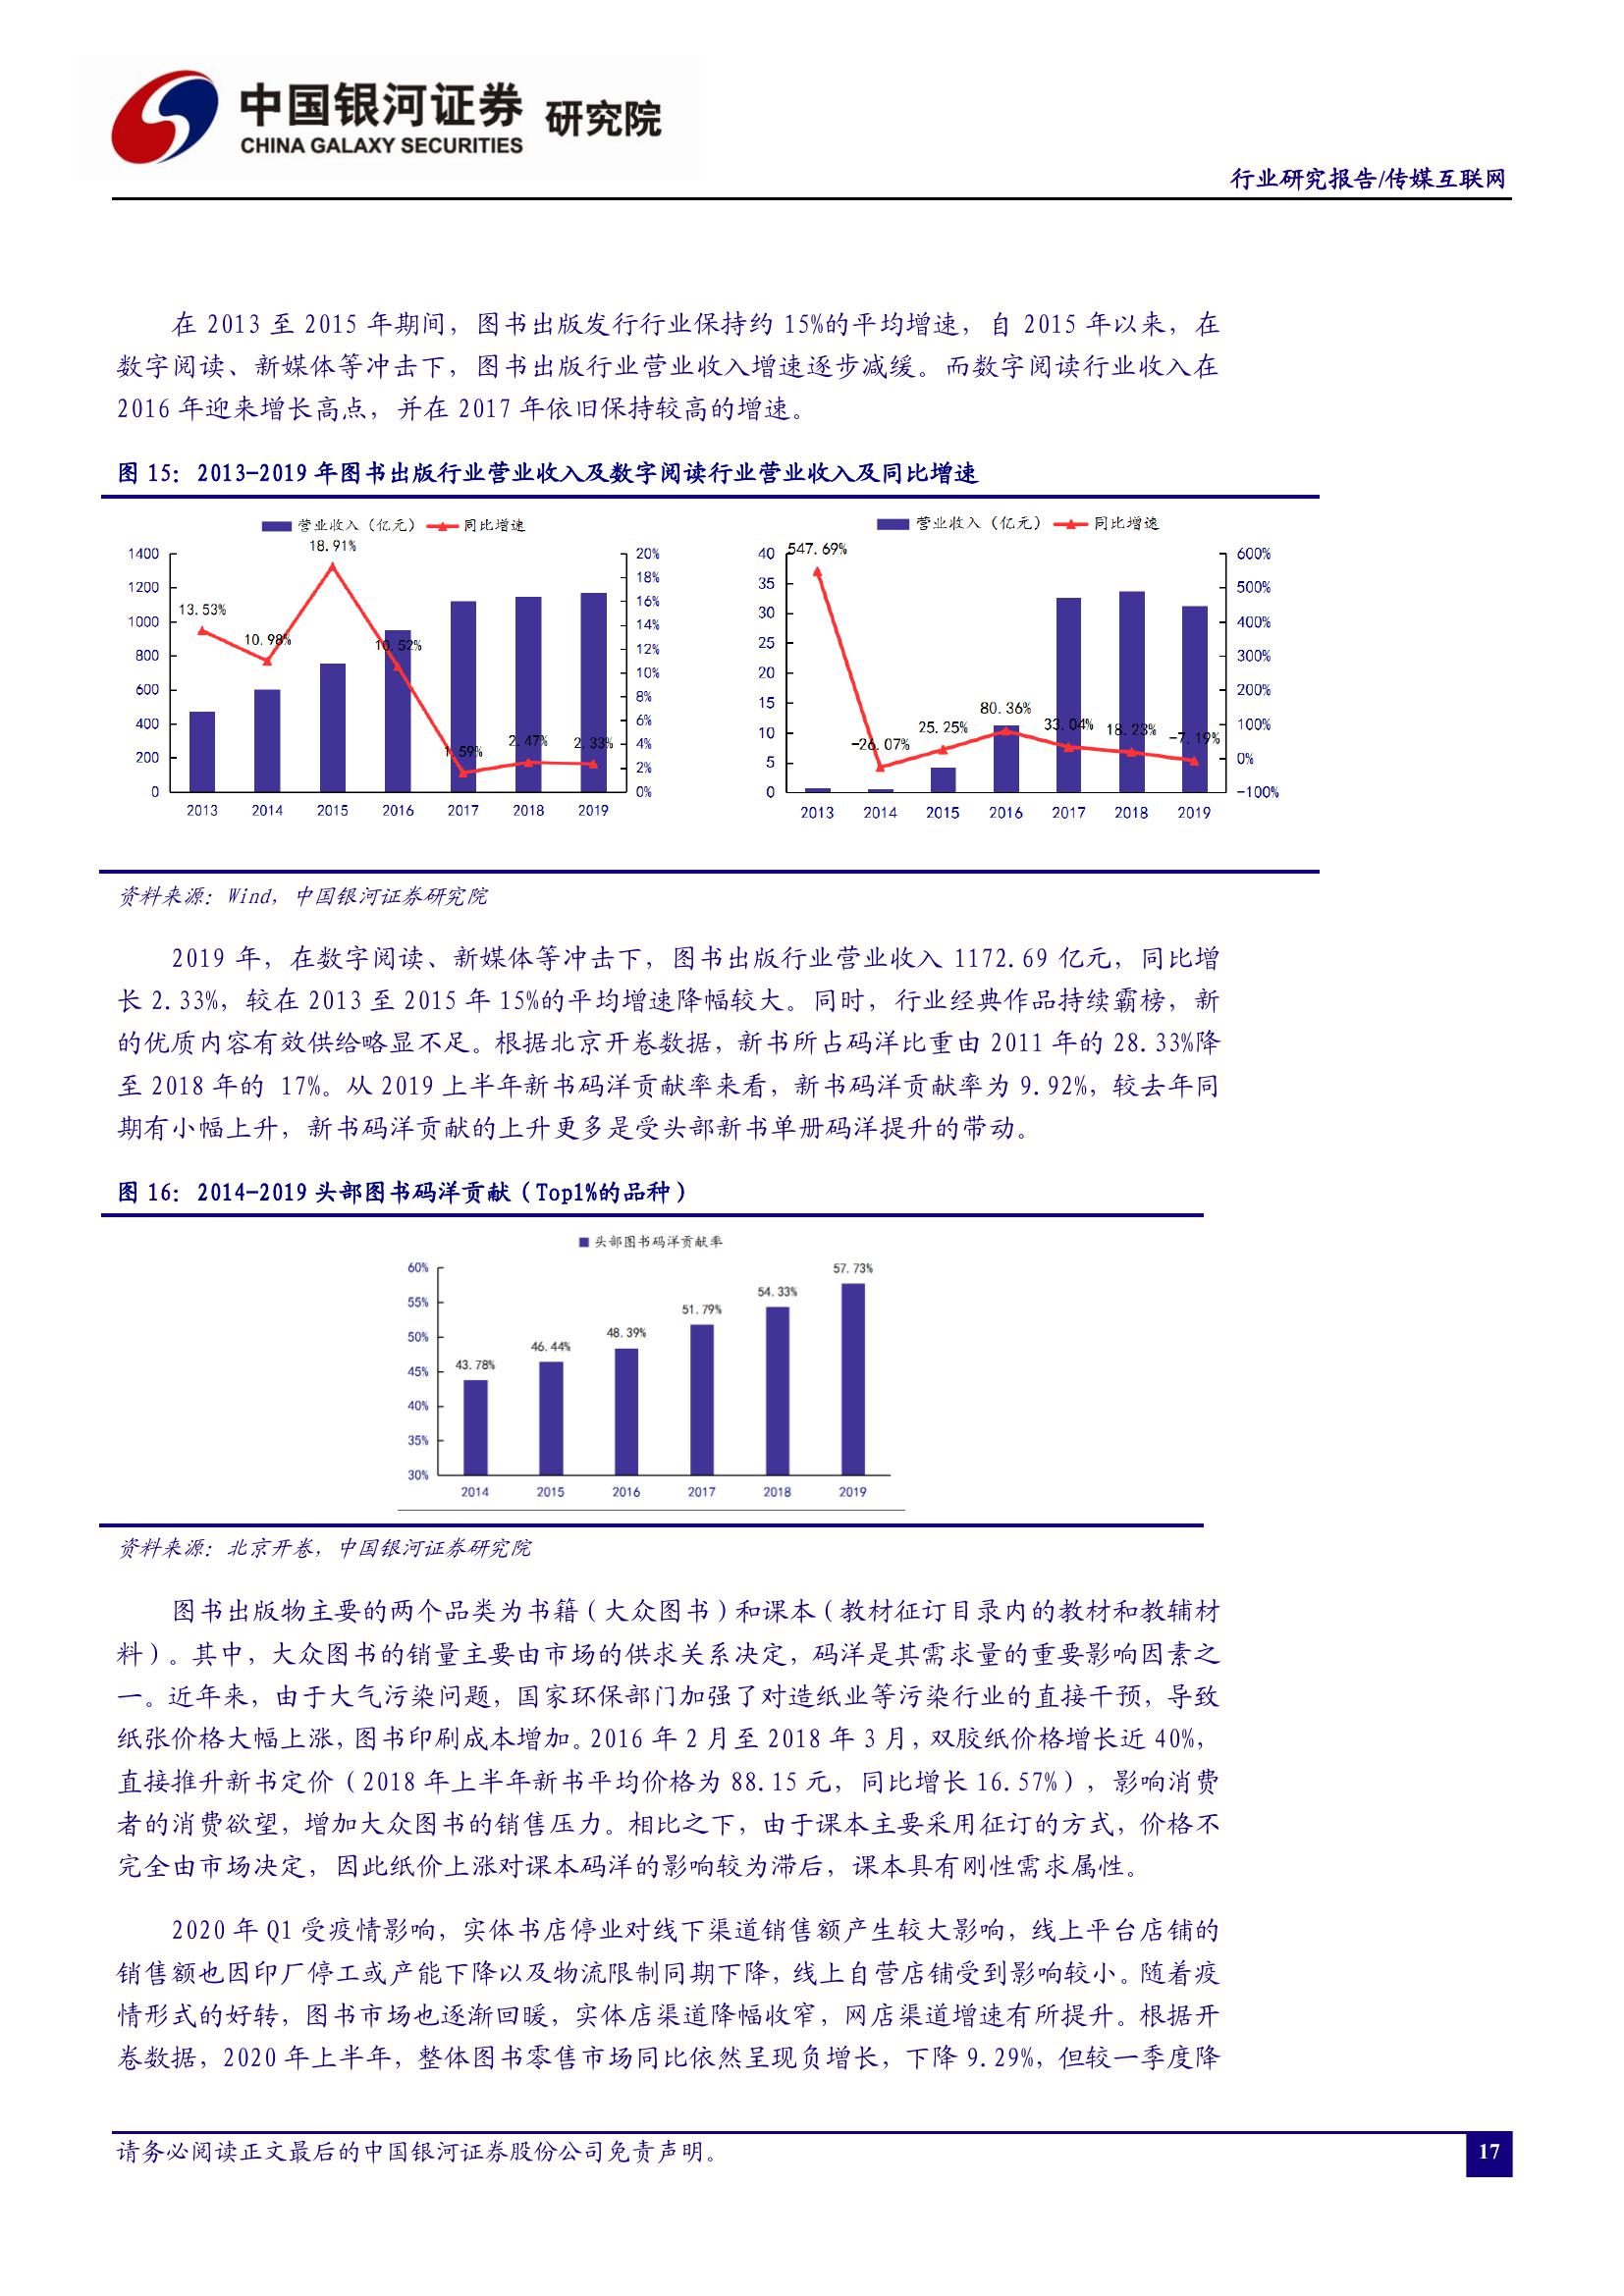 中国银河证券 研究院
CHINA GALAXY SECURITIES
行业研究报告/传媒互联网
在 2013 至 2015 年期间，图书出版发行行业保持约 15%的平均增速，自 2015 年以来，在
数字阅读、新媒体等冲击下，图书出版行业营业收入增速逐步减缓。而数字阅读行业收入在
2016 年迎来增长高点，并在 2017 年依旧保持较高的增速。
图 15：2013-2019 年图书出版行业营业收入及数字阅读行业营业收入及同比增速
营业收入（亿元） 同比增速
1400 1200 1000 800 600 400 200 0
20% 18% 16% 14% 12% 10% 8% 6% 4% 2% 0%
13.53% 10.98% 18.91% 10.52% 1.59% 2.47% 2.33%
2013 2014 2015 2016 2017 2018 2019
营业收入（亿元） 同比增速
40 35 30 25 20 15 10 5 0
600% 500% 400% 300% 200% 100% 0% -100%
547.69% -26.07% 25.25% 80.36% 33.04% 18.23% -7.19%
2013 2014 2015 2016 2017 2018 2019
资料来源：Wind，中国银河证券研究院
2019 年，在数字阅读、新媒体等冲击下，图书出版行业营业收入 1172.69 亿元，同比增
长 2.33%，较在 2013 至 2015 年 15%的平均增速降幅较大。同时，行业经典作品持续霸榜，新
的优质内容有效供给略显不足。根据北京开卷数据，新书所占码洋比重由 2011 年的 28.33%降
至 2018 年的 17%。从 2019 上半年新书码洋贡献率来看，新书码洋贡献率为 9.92%，较去年同
期有小幅上升，新书码洋贡献的上升更多是受头部新书单册码洋提升的带动。
图 16：2014-2019 头部图书码洋贡献（Top1%的品种）
头部图书码洋贡献率
60% 55% 50% 45% 40% 35% 30%
43.78% 46.44% 48.39% 51.79% 54.33% 57.73%
2014 2015 2016 2017 2018 2019
资料来源：北京开卷，中国银河证券研究院
图书出版物主要的两个品类为书籍（大众图书）和课本（教材征订目录内的教材和教辅材
料）。其中，大众图书的销量主要由市场的供求关系决定，码洋是其需求量的重要影响因素之
一。近年来，由于大气污染问题，国家环保部门加强了对造纸业等污染行业的直接干预，导致
纸张价格大幅上涨，图书印刷成本增加。2016 年 2 月至 2018 年 3 月，双胶纸价格增长近 40%，
直接推升新书定价（2018 年上半年新书平均价格为 88.15 元，同比增长 16.57%），影响消费
者的消费欲望，增加大众图书的销售压力。相比之下，由于课本主要采用征订的方式，价格不
完全由市场决定，因此纸价上涨对课本码洋的影响较为滞后，课本具有刚性需求属性。
2020 年 Q1 受疫情影响，实体书店停业对线下渠道销售额产生较大影响，线上平台店铺的
销售额也因印厂停工或产能下降以及物流限制同期下降，线上自营店铺受到影响较小。随着疫
情形式的好转，图书市场也逐渐回暖，实体店渠道降幅收窄，网店渠道增速有所提升。根据开
卷数据，2020 年上半年，整体图书零售市场同比依然呈现负增长，下降 9.29%，但较一季度降
请务必阅读正文最后的中国银河证券股份公司免责声明。
17